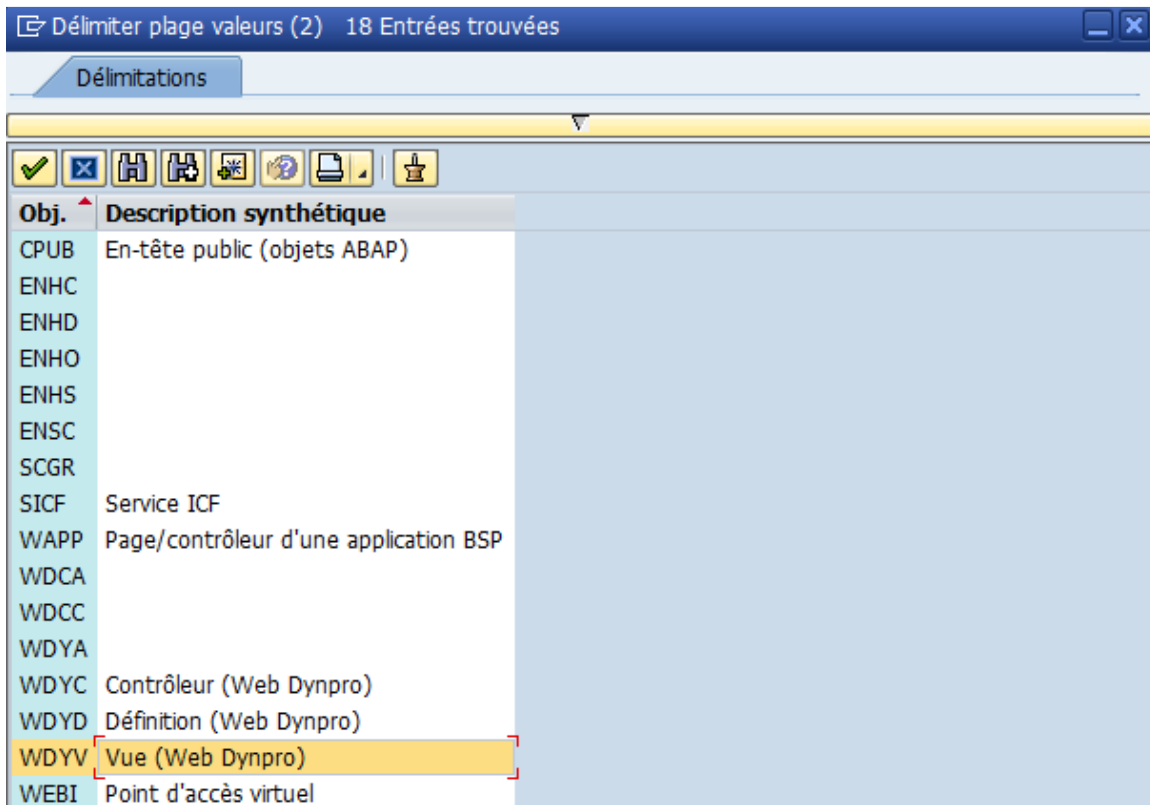 Délimiter plage valeurs (2) 18 Entrées trouvées
Délimitations
Obj. Description synthétique
CPUB En-tête public (objets ABAP)
ENHC
ENHD
ENHO
ENHS
ENSC
SCGR
SICF Service ICF
WAPP Page/contrôleur d'une application BSP
WDCA
WDCC
WDYA
WDYC Contrôleur (Web Dynpro)
WDYD Définition (Web Dynpro)
WDYV Vue (Web Dynpro)
WEBI Point d'accès virtuel